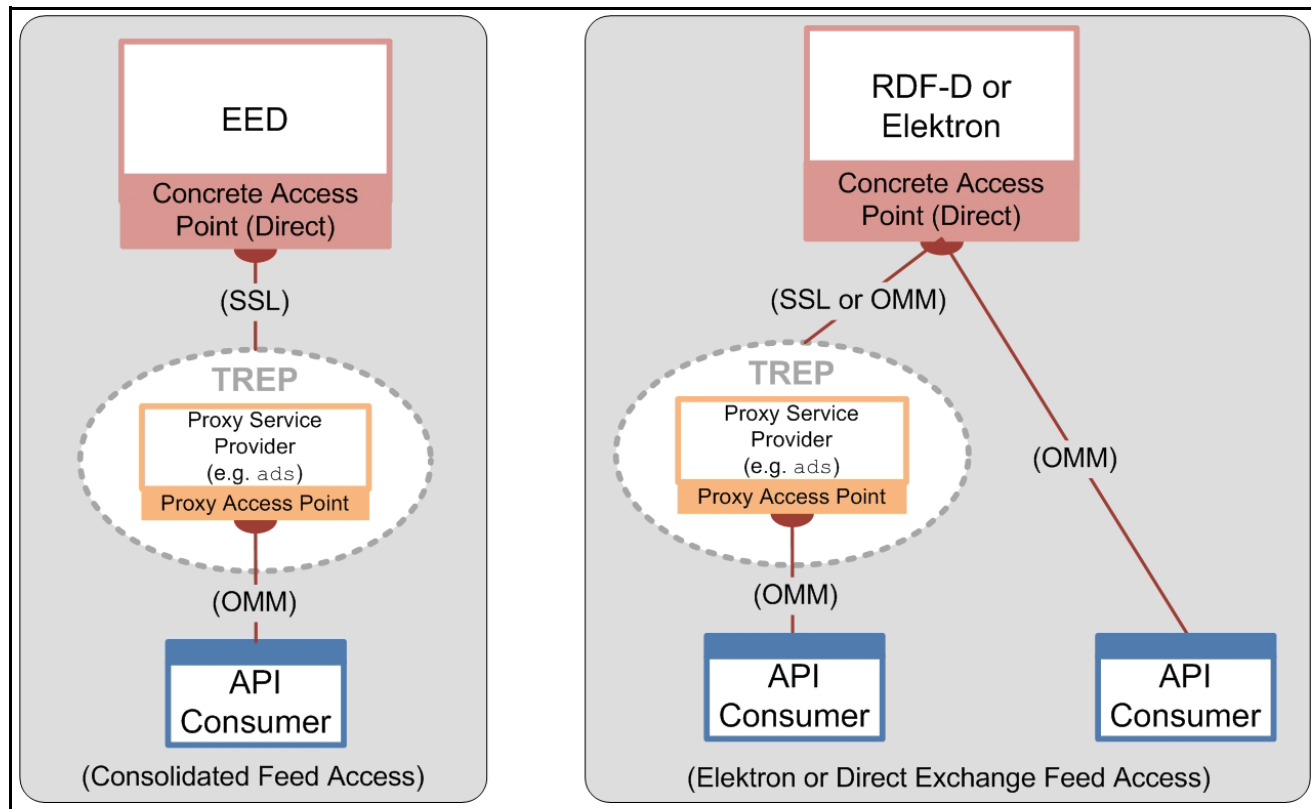 EED
Concrete Access
Point (Direct)
(SSL)
TREP
Proxy Service
Provider
(e.g. ads)
Proxy Access Point
(OMM)
API
Consumer
(Consolidated Feed Access)
RDF-D or
Elektron
Concrete Access
Point (Direct)
(SSL or OMM)
TREP
Proxy Service
Provider
(e.g. ads)
Proxy Access Point
(OMM)
(OMM)
API
Consumer
API
Consumer
(Elektron or Direct Exchange Feed Access)